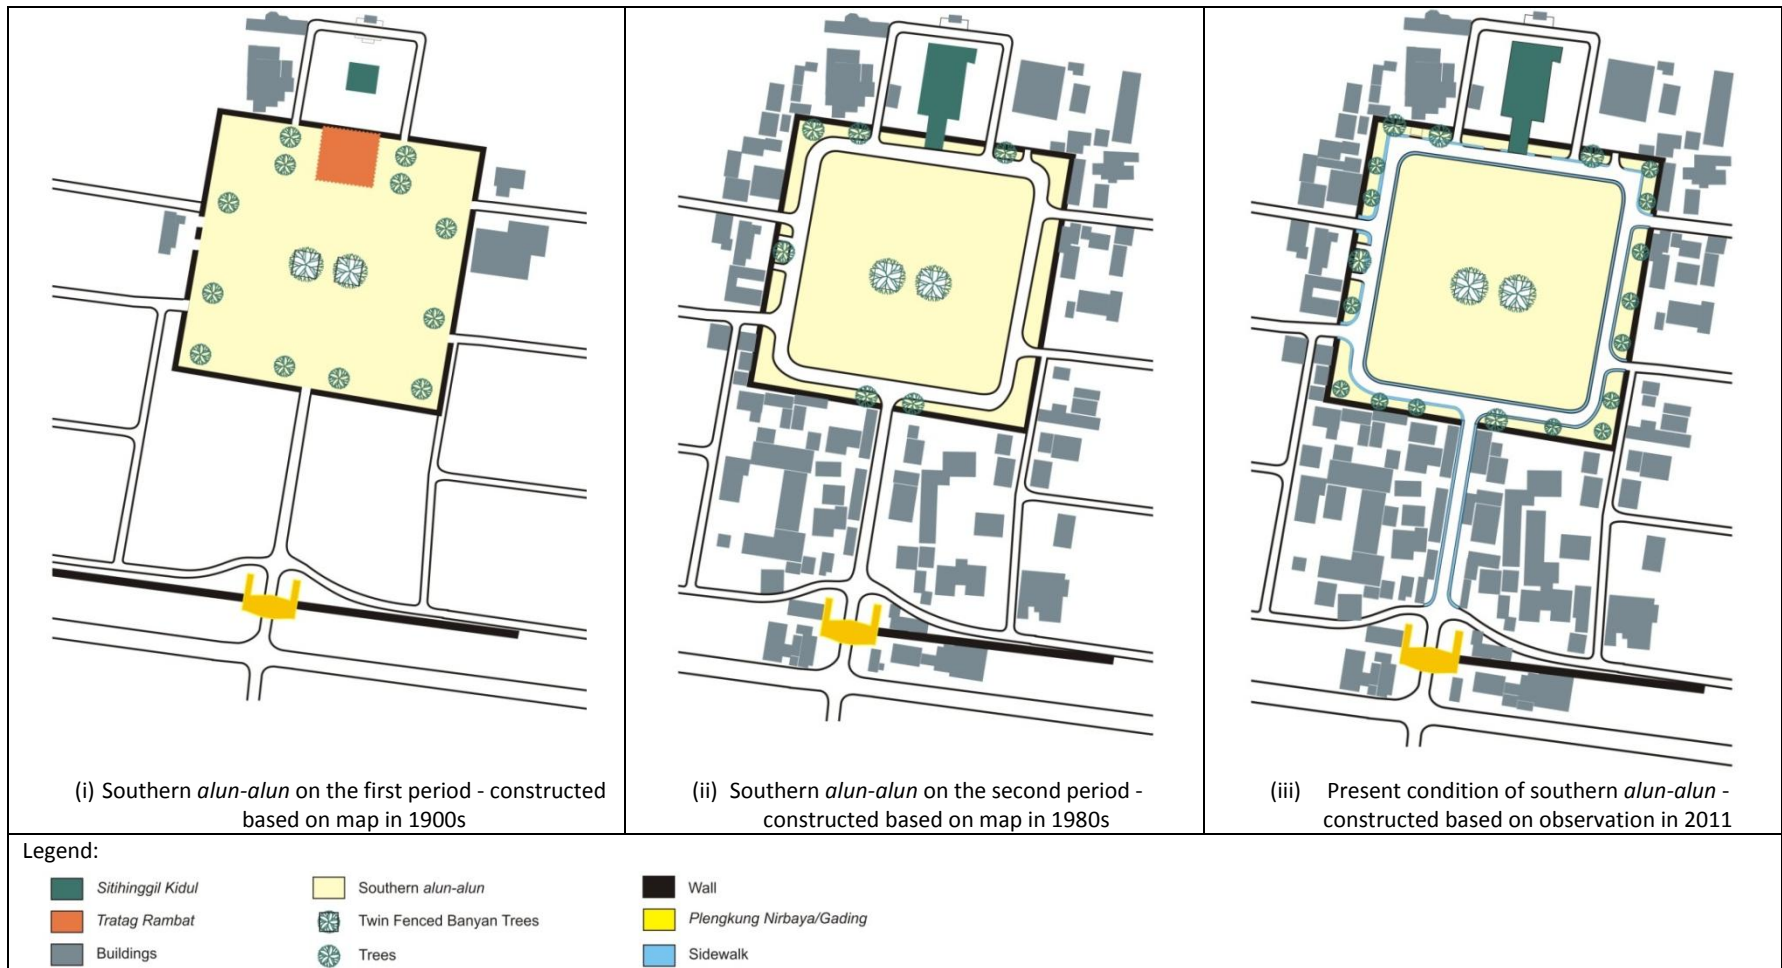 (i) Southern alun-alun on the first period - constructed
based on map in 1900s
(ii) Southern alun-alun on the second period -
constructed based on map in 1980s
(iii) Present condition of southern alun-alun -
constructed based on observation in 2011
Legend:
Sitihinggil Kidul
Tratag Rambat
Buildings
Southern alun-alun
Twin Fenced Banyan Trees
Trees
Wall
Plengkung Nirbaya/Gading
Sidewalk